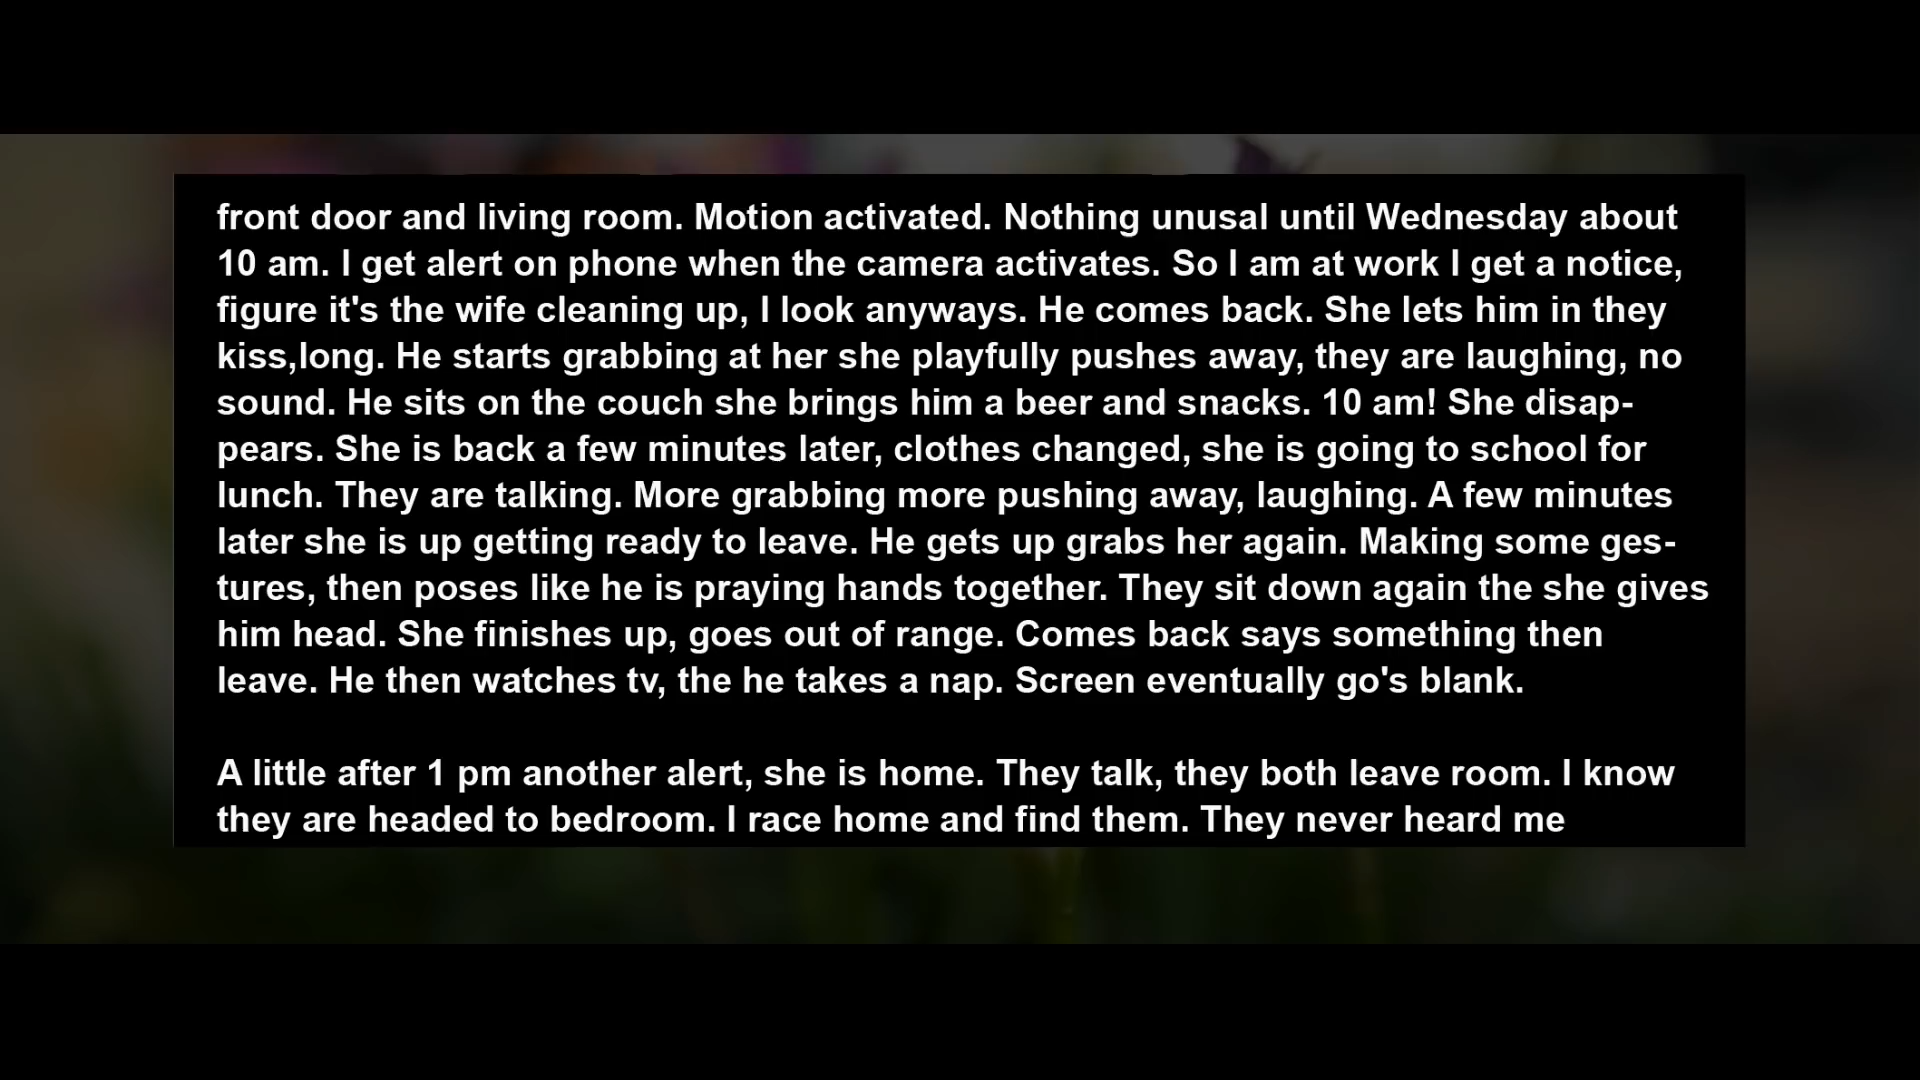 front door and living room. Motion activated. Nothing unusal until Wednesday about
10 am. I get alert on phone when the camera activates. So I am at work I get a notice,
figure it's the wife cleaning up, I look anyways. He comes back. She lets him in they
kiss,long. He starts grabbing at her she playfully pushes away, they are laughing, no
sound. He sits on the couch she brings him a beer and snacks. 10 am! She disap-
pears. She is back a few minutes later, clothes changed, she is going to school for
lunch. They are talking. More grabbing more pushing away, laughing. A few minutes
later she is up getting ready to leave. He gets up grabs her again. Making some ges-
tures, then poses like he is praying hands together. They sit down again the she gives
him head. She finishes up, goes out of range. Comes back says something then
leave. He then watches tv, the he takes a nap. Screen eventually go's blank.
A little after 1 pm another alert, she is home. They talk, they both leave room. I know
they are headed to bedroom. I race home and find them. They never heard me